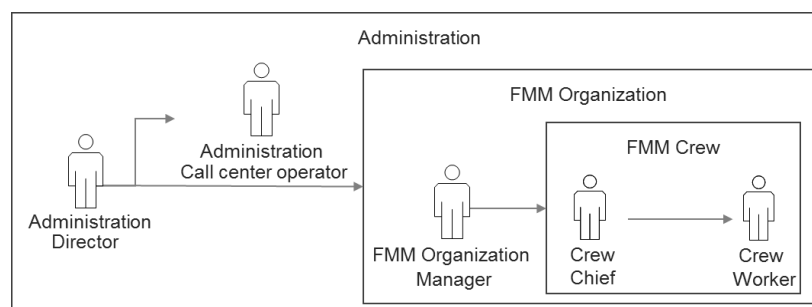 Administration
FMM Organization
FMM Crew
Administration
Call center operator
Administration
Director
FMM Organization
Manager
Crew
Chief
Crew
Worker